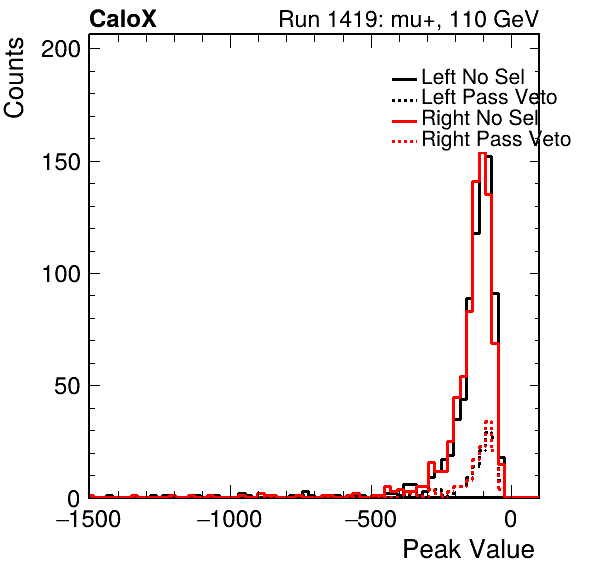 CaloX Run 1419: mu+, 110 GeV
Counts
200
Left No Sel
Left Pass Veto
Right No Sel
Right Pass Veto
150
100
50
0
−1500 −1000 −500 0
Peak Value